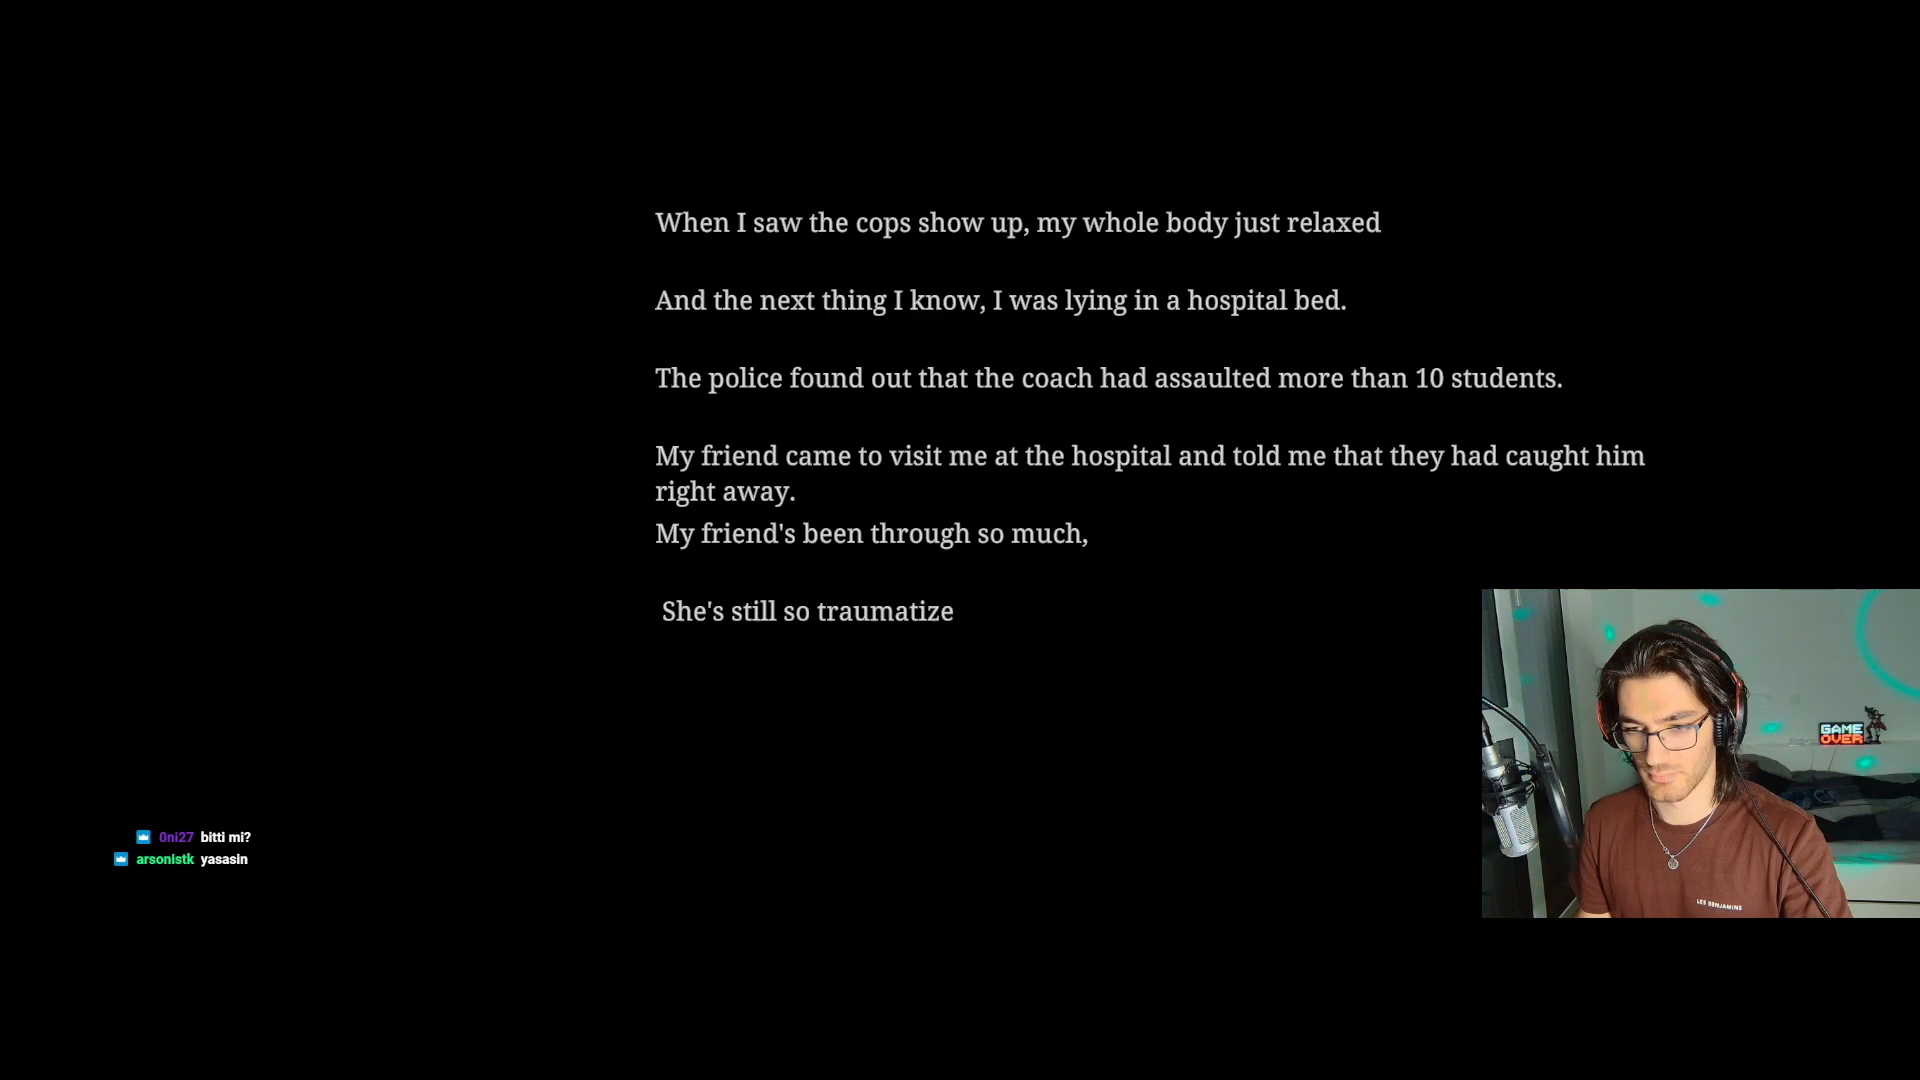 When I saw the cops show up, my whole body just relaxed
And the next thing I know, I was lying in a hospital bed.
The police found out that the coach had assaulted more than 10 students.
My friend came to visit me at the hospital and told me that they had caught him
right away.
My friend's been through so much,
She's still so traumatize
GAME
OVER
0ni27 bitti mi?
arsonistk yasasin
LES BENJAMINS